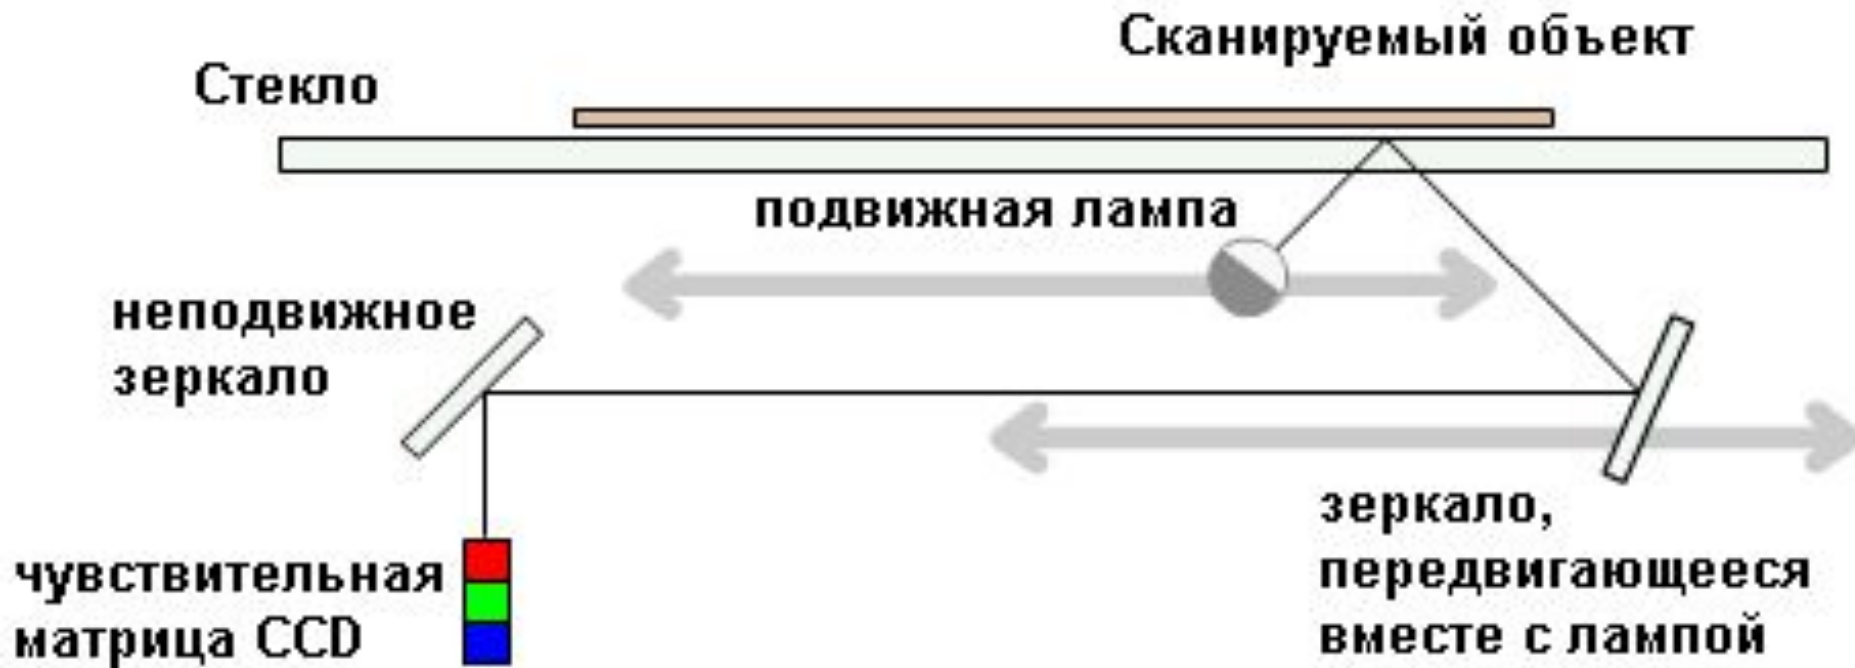 Сканируемый объект
Стекло
подвижная лампа
неподвижное
зеркало
зеркало,
передвигающееся
вместе с лампой
чувствительная
матрица CCD